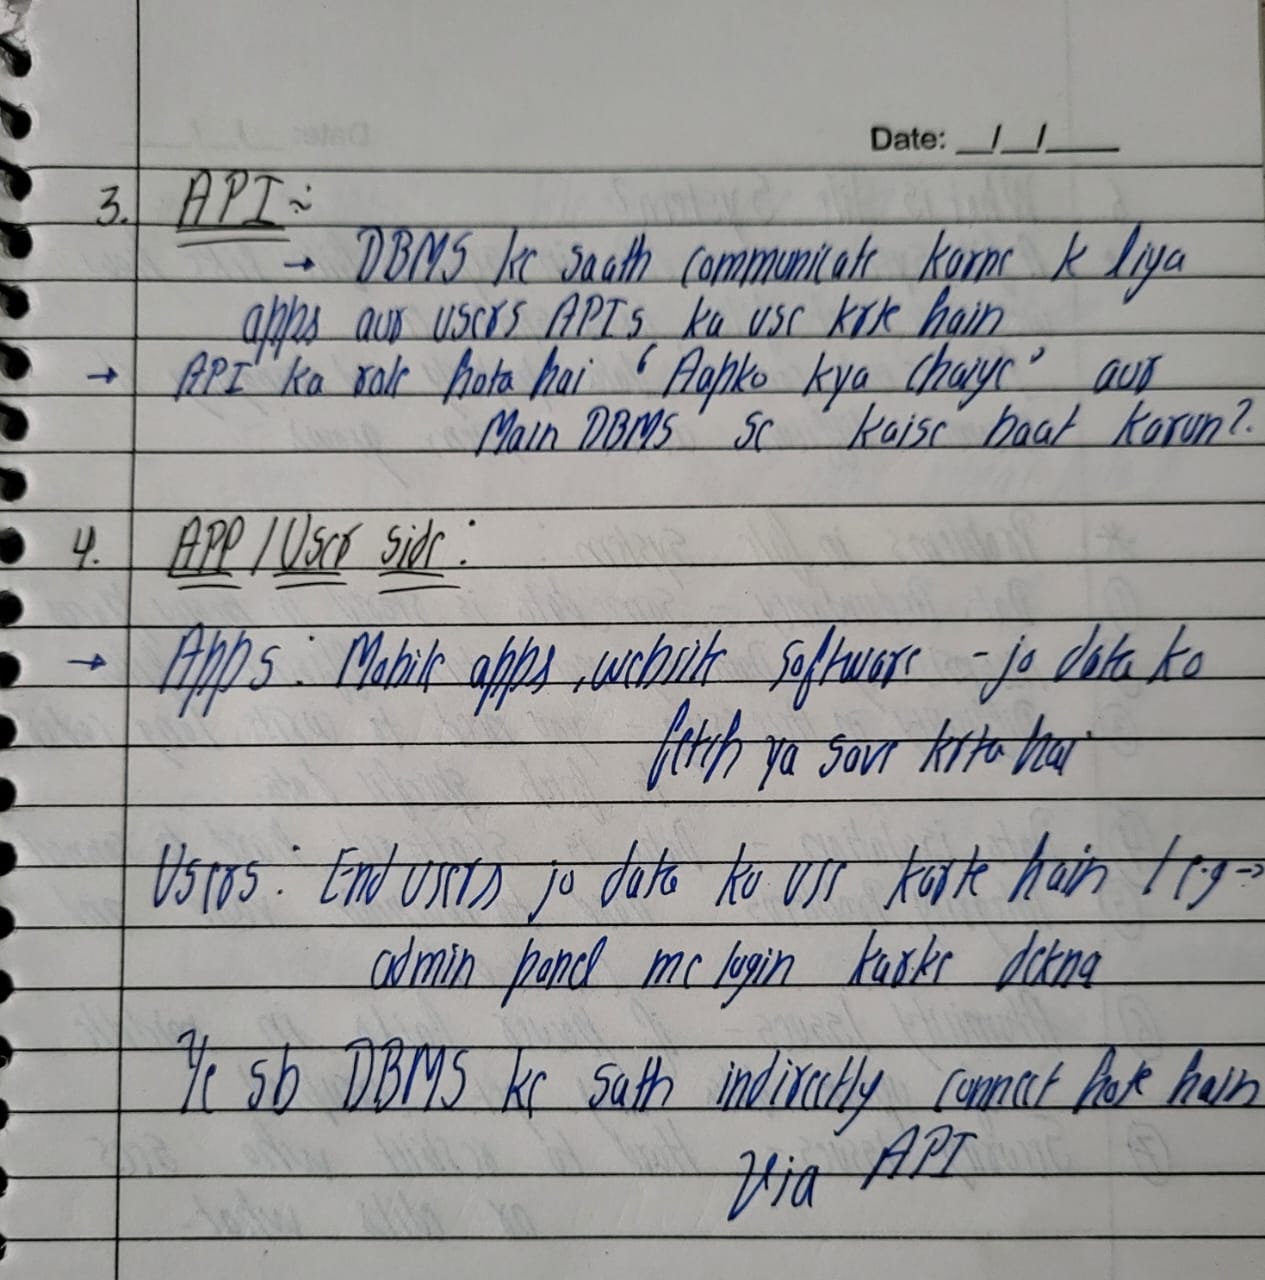 Date: __/__/____
3. API :
→ DBMS ke saath communicate karne k liya
apps aur users APIs ka use krte hain
→ API ka role hota hai ‘Aapko kya chaiye’ aur
Main DBMS se kaise baat karun?
4. APP / User side :
→ Apps : Mobile apps, website software - jo data ko
fetch ya save krta hai
Users : End users jo data ko use karte hain / e.g →
admin panel me login karke dekna
Ye sb DBMS ke sath indirectly connect hote hain
via API